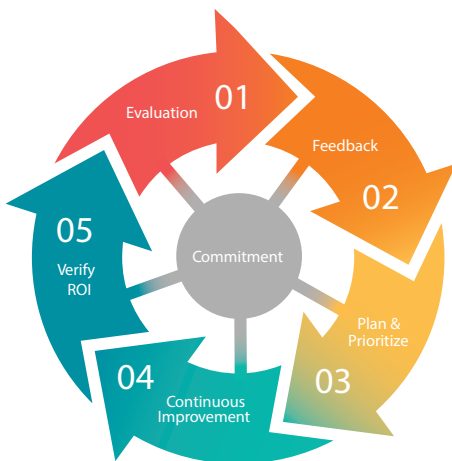 01
Evaluation
Feedback
02
Commitment
05
Verify
ROI
Plan &
Prioritize
03
04
Continuous
Improvement